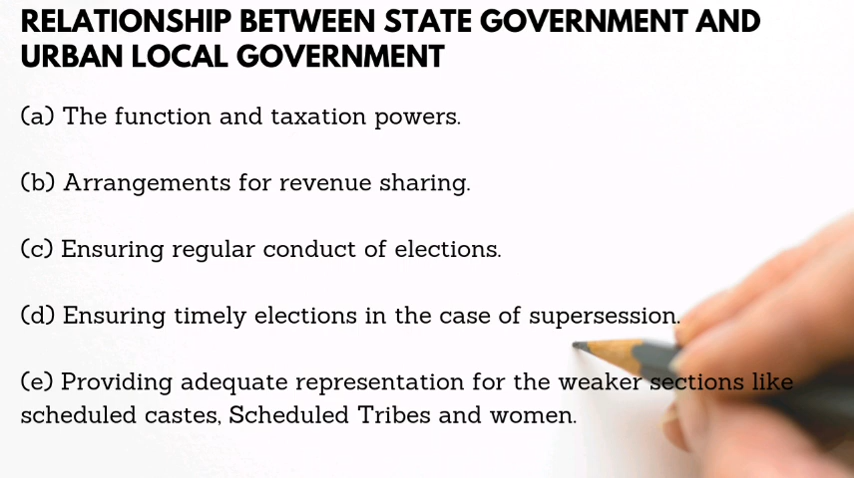 RELATIONSHIP BETWEEN STATE GOVERNMENT AND
URBAN LOCAL GOVERNMENT
(a) The function and taxation powers.
(b) Arrangements for revenue sharing.
(c) Ensuring regular conduct of elections.
(d) Ensuring timely elections in the case of supersession.
(e) Providing adequate representation for the weaker sections like
scheduled castes, Scheduled Tribes and women.